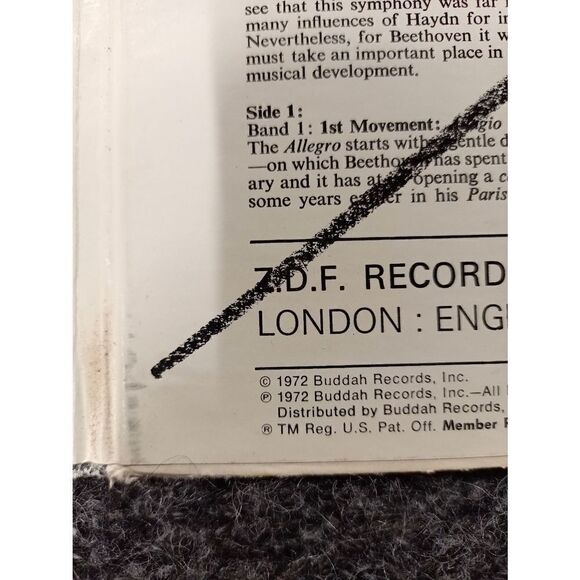 see that this symphony was far
many influences of Haydn for
Nevertheless, for Beethoven it
must take an important place in
musical development.
Side 1:
Band 1: 1st Movement: Adagio
The Allegro starts with gentle
—on which Beethoven has spent
ary and it has at opening a
some years earlier in his Paris
Z.D.F. RECORD
LONDON : ENG
© 1972 Buddah Records, Inc.
℗ 1972 Buddah Records, Inc.—All
Distributed by Buddah Records,
® TM Reg. U.S. Pat. Off. Member